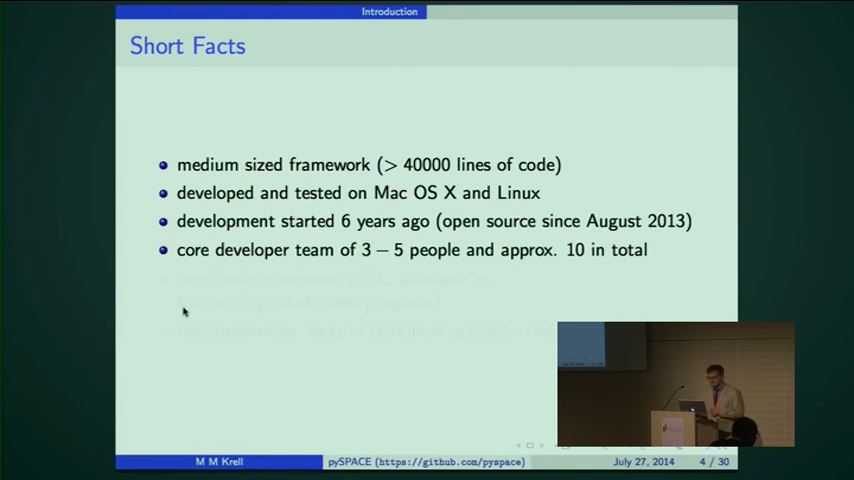 Introduction
Short Facts
medium sized framework (> 40000 lines of code)
developed and tested on Mac OS X and Linux
development started 6 years ago (open source since August 2013)
core developer team of 3 – 5 people and approx. 10 in total
M M Krell
pySPACE (https://github.com/pyspace)
July 27, 2014
4 / 30